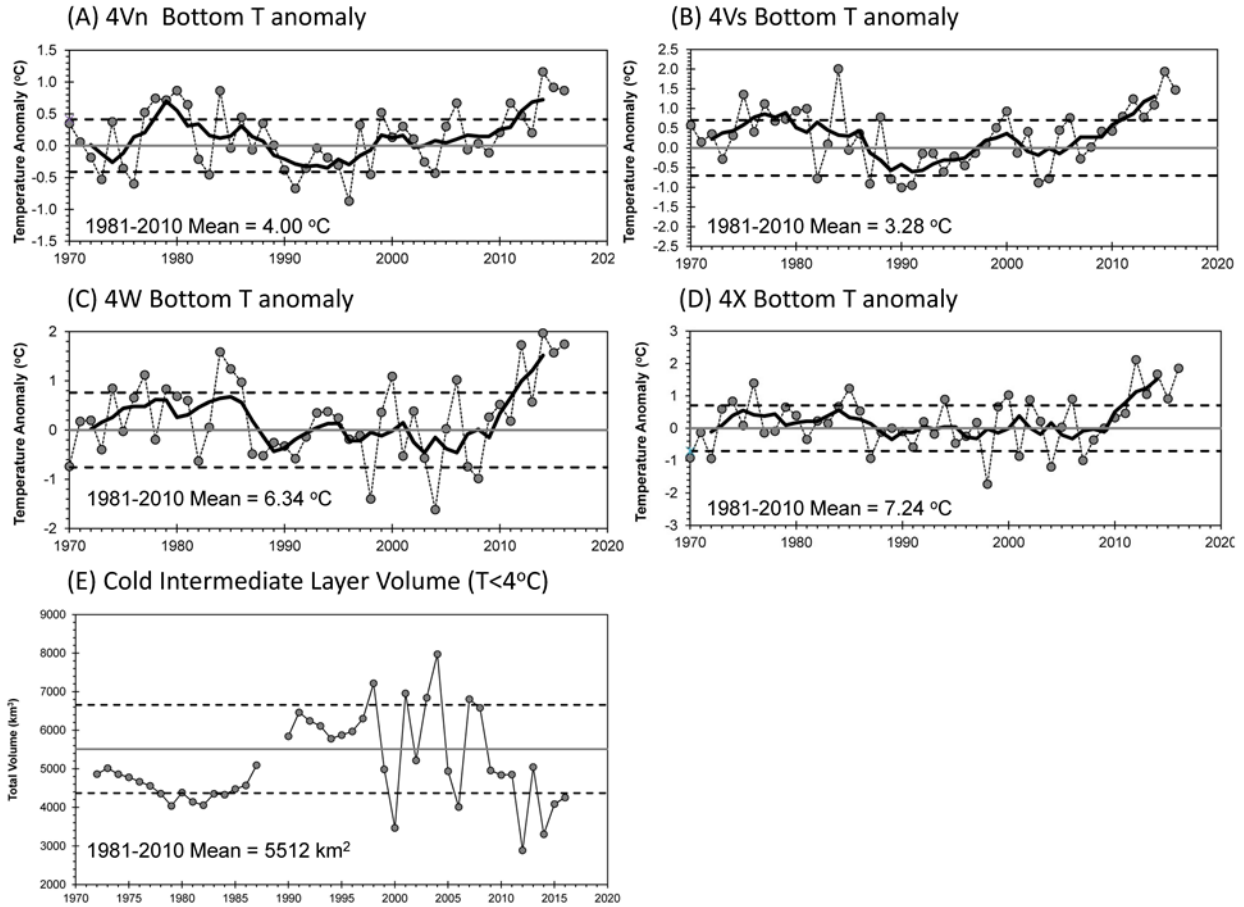 (A) 4Vn Bottom T anomaly
Temperature Anomaly (°C)
1.5
1.0
0.5
0.0
-0.5
-1.0
-1.5
1981-2010 Mean = 4.00 °C
1970 1980 1990 2000 2010 202
(B) 4Vs Bottom T anomaly
Temperature Anomaly (°C)
2.5
2.0
1.5
1.0
0.5
0.0
-0.5
-1.0
-1.5
-2.0
-2.5
1981-2010 Mean = 3.28 °C
1970 1980 1990 2000 2010 2020
(C) 4W Bottom T anomaly
Temperature Anomaly (°C)
2
1
0
-1
-2
1981-2010 Mean = 6.34 °C
1970 1980 1990 2000 2010 2020
(D) 4X Bottom T anomaly
Temperature Anomaly (°C)
3
2
1
0
-1
-2
-3
1981-2010 Mean = 7.24 °C
1970 1980 1990 2000 2010 2020
(E) Cold Intermediate Layer Volume (T<4°C)
Total Volume (km³)
9000
8000
7000
6000
5000
4000
3000
2000
1981-2010 Mean = 5512 km²
1970 1975 1980 1985 1990 1995 2000 2005 2010 2015 2020